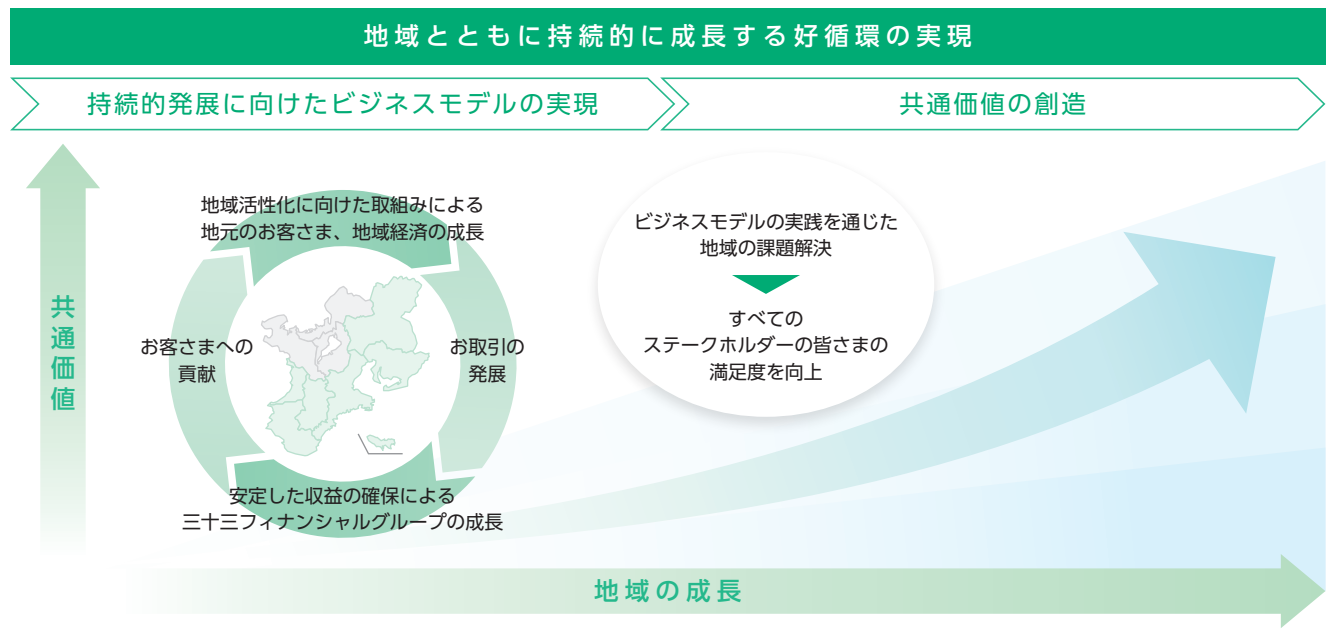 地域とともに持続的に成長する好循環の実現
持続的発展に向けたビジネスモデルの実現
共通価値の創造
共通価値
地域活性化に向けた取組みによる
地元のお客さま、地域経済の成長
お客さまへの
貢献
お取引の
発展
安定した収益の確保による
三十三フィナンシャルグループの成長
ビジネスモデルの実践を通じた
地域の課題解決
すべての
ステークホルダーの皆さまの
満足度を向上
地域の成長